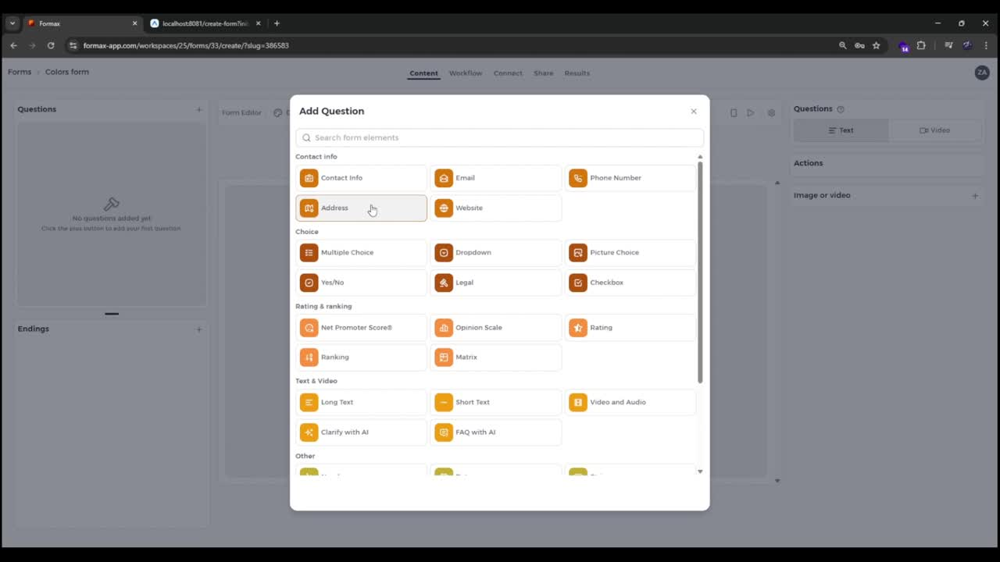 Formax
localhost:8081/create-form?ini
formax-app.com/workspaces/25/forms/33/create/?slug=386583
14
Forms
Colors form
Content
Workflow
Connect
Share
Results
ZA
Questions
Form Editor
Add Question
Search form elements
Contact info
Contact Info
Email
Phone Number
Address
Website
Choice
Multiple Choice
Dropdown
Picture Choice
Yes/No
Legal
Checkbox
Rating & ranking
Net Promoter Score®
Opinion Scale
Rating
Ranking
Matrix
Text & Video
Long Text
Short Text
Video and Audio
Clarify with AI
FAQ with AI
Other
No questions added yet
Click the plus button to add your first question
Endings
Questions
Text
Video
Actions
Image or video